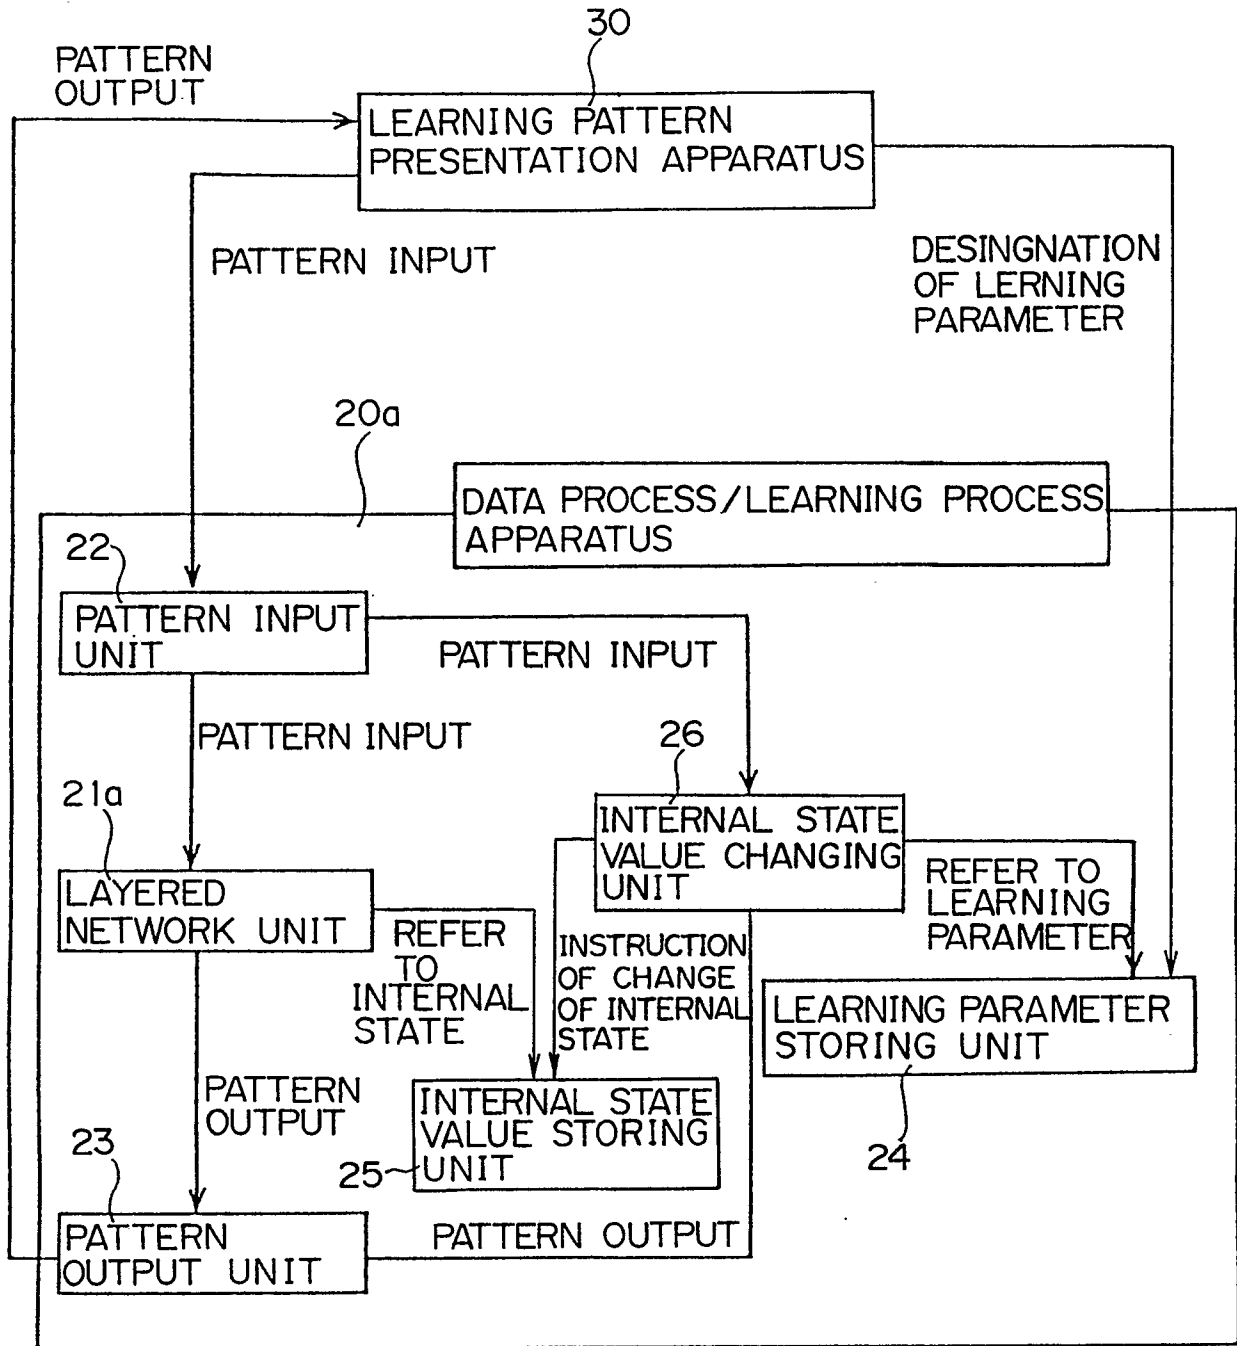 30
PATTERN
OUTPUT
LEARNING PATTERN
PRESENTATION APPARATUS
PATTERN INPUT
DESINGNATION
OF LERNING
PARAMETER
20a
DATA PROCESS/LEARNING PROCESS
APPARATUS
22
PATTERN INPUT
UNIT
PATTERN INPUT
PATTERN INPUT
26
21a
INTERNAL STATE
VALUE CHANGING
UNIT
REFER TO
LEARNING
PARAMETER
LAYERED
NETWORK UNIT
REFER
TO
INTERNAL
STATE
INSTRUCTION
OF CHANGE
OF INTERNAL
STATE
LEARNING PARAMETER
STORING UNIT
24
PATTERN
OUTPUT
INTERNAL STATE
VALUE STORING
UNIT
25
23
PATTERN
OUTPUT UNIT
PATTERN OUTPUT